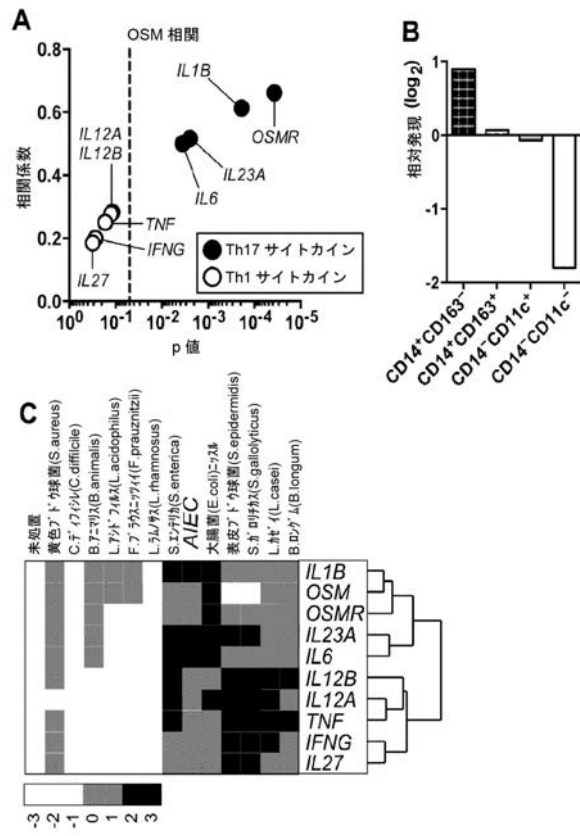 A
OSM 相関
0.8
0.6
0.4
0.2
0.0
相関係数
IL1B
OSMR
IL12A
IL12B
IL23A
IL6
TNF
IFNG
IL27
Th17 サイトカイン
Th1 サイトカイン
10⁰ 10⁻¹ 10⁻² 10⁻³ 10⁻⁴ 10⁻⁵
p 値
B
相対発現 (log₂)
1
0
-1
-2
CD14⁺CD163⁻
CD14⁺CD163⁺
CD14⁻CD11c⁺
CD14⁻CD11c⁻
C
未処置
黄色ブドウ球菌(S.aureus)
C.ディフィシル(C.difficile)
B.アニマリス(B.animalis)
L.アシドフィルス(L.acidophilus)
F.プラウスニッツィイ(F.prauznitzii)
L.ラムノサス(L.rhamnosus)
S.エンテリカ(S.enterica)
AIEC
大腸菌(E.coli)ニッスル
表皮ブドウ球菌(S.epidermidis)
S.ガロリチカス(S.gallolyticus)
L.カゼイ(L.casei)
B.ロングム(B.longum)
IL1B
OSM
OSMR
IL23A
IL6
IL12B
IL12A
TNF
IFNG
IL27
-3 -2 -1 0 1 2 3